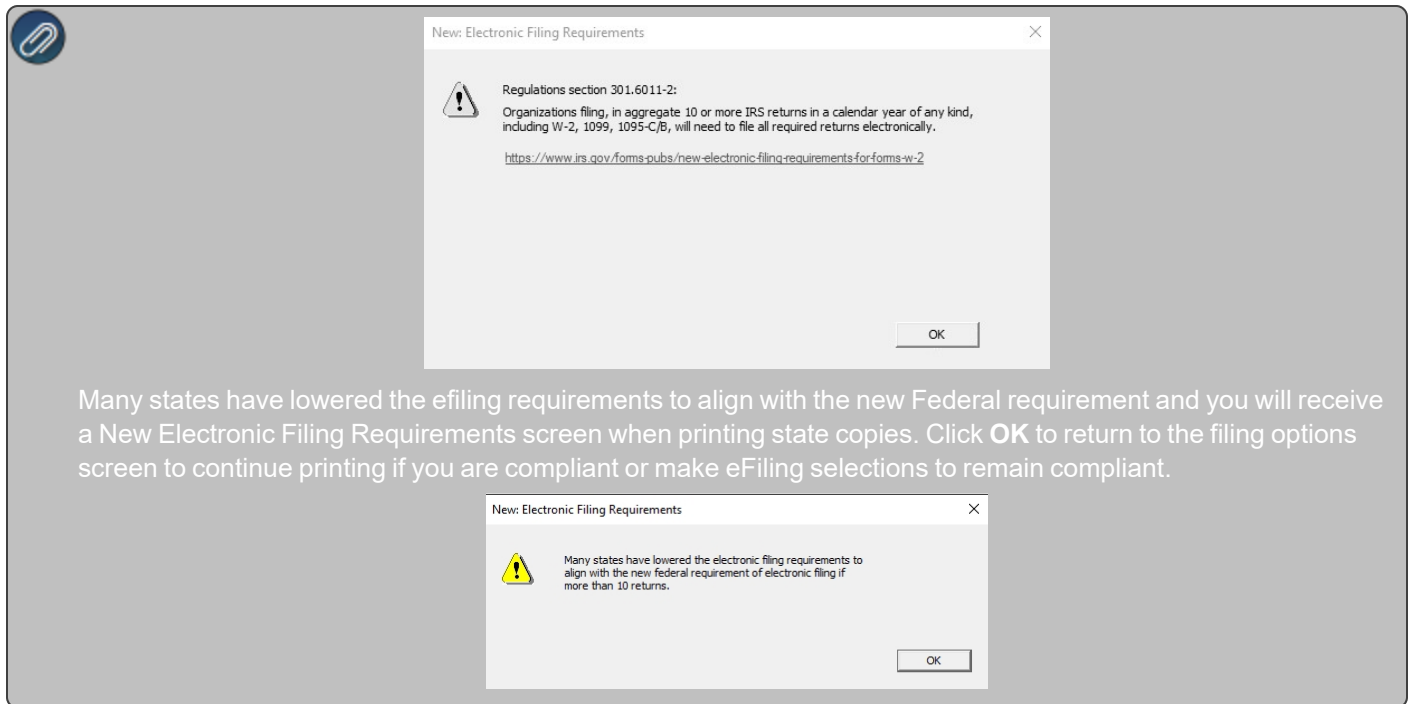 New: Electronic Filing Requirements
Regulations section 301.6011-2:
Organizations filing, in aggregate 10 or more IRS returns in a calendar year of any kind,
including W-2, 1099, 1095-C/B, will need to file all required returns electronically.
https://www.irs.gov/forms-pubs/new-electronic-filing-requirements-for-forms-w-2
OK
Many states have lowered the efiling requirements to align with the new Federal requirement and you will receive
a New Electronic Filing Requirements screen when printing state copies. Click OK to return to the filing options
screen to continue printing if you are compliant or make eFiling selections to remain compliant.
New: Electronic Filing Requirements
Many states have lowered the electronic filing requirements to
align with the new federal requirement of electronic filing if
more than 10 returns.
OK